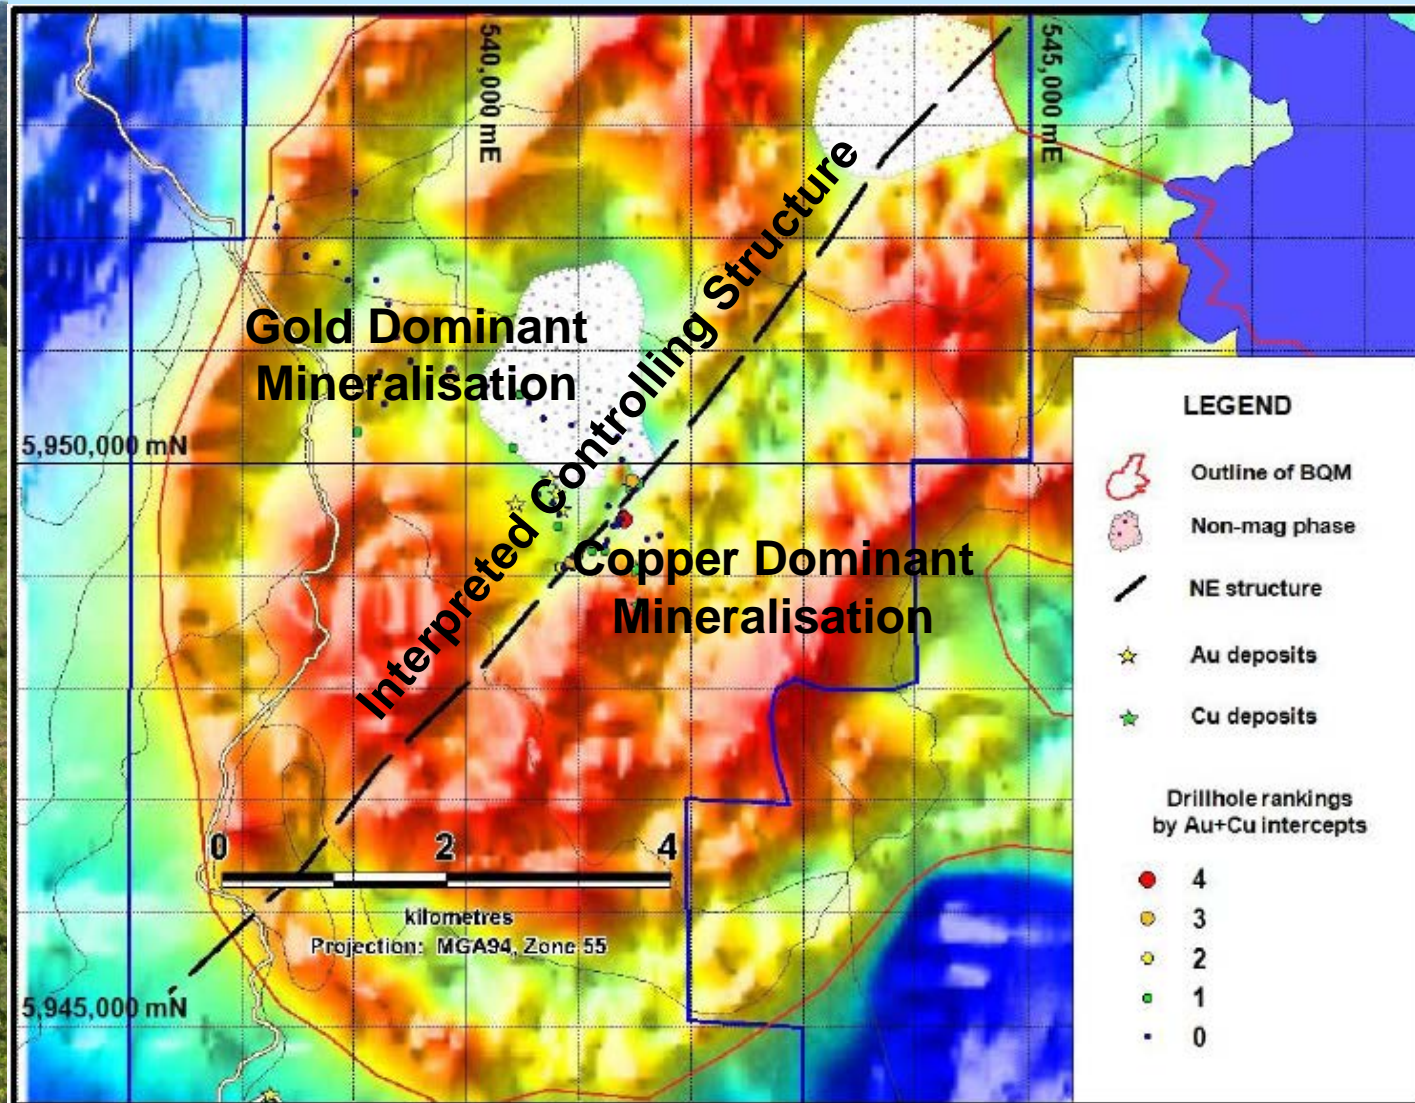 540,000 mE
545,000 mE
Gold Dominant
Mineralisation
Interpreted Controlling Structure
5,950,000 mN
Copper Dominant
Mineralisation
0 2 4
kilometres
Projection: MGA94, Zone 55
5,945,000 mN
LEGEND
Outline of BQM
Non-mag phase
NE structure
Au deposits
Cu deposits
Drillhole rankings
by Au+Cu intercepts
4
3
2
1
0